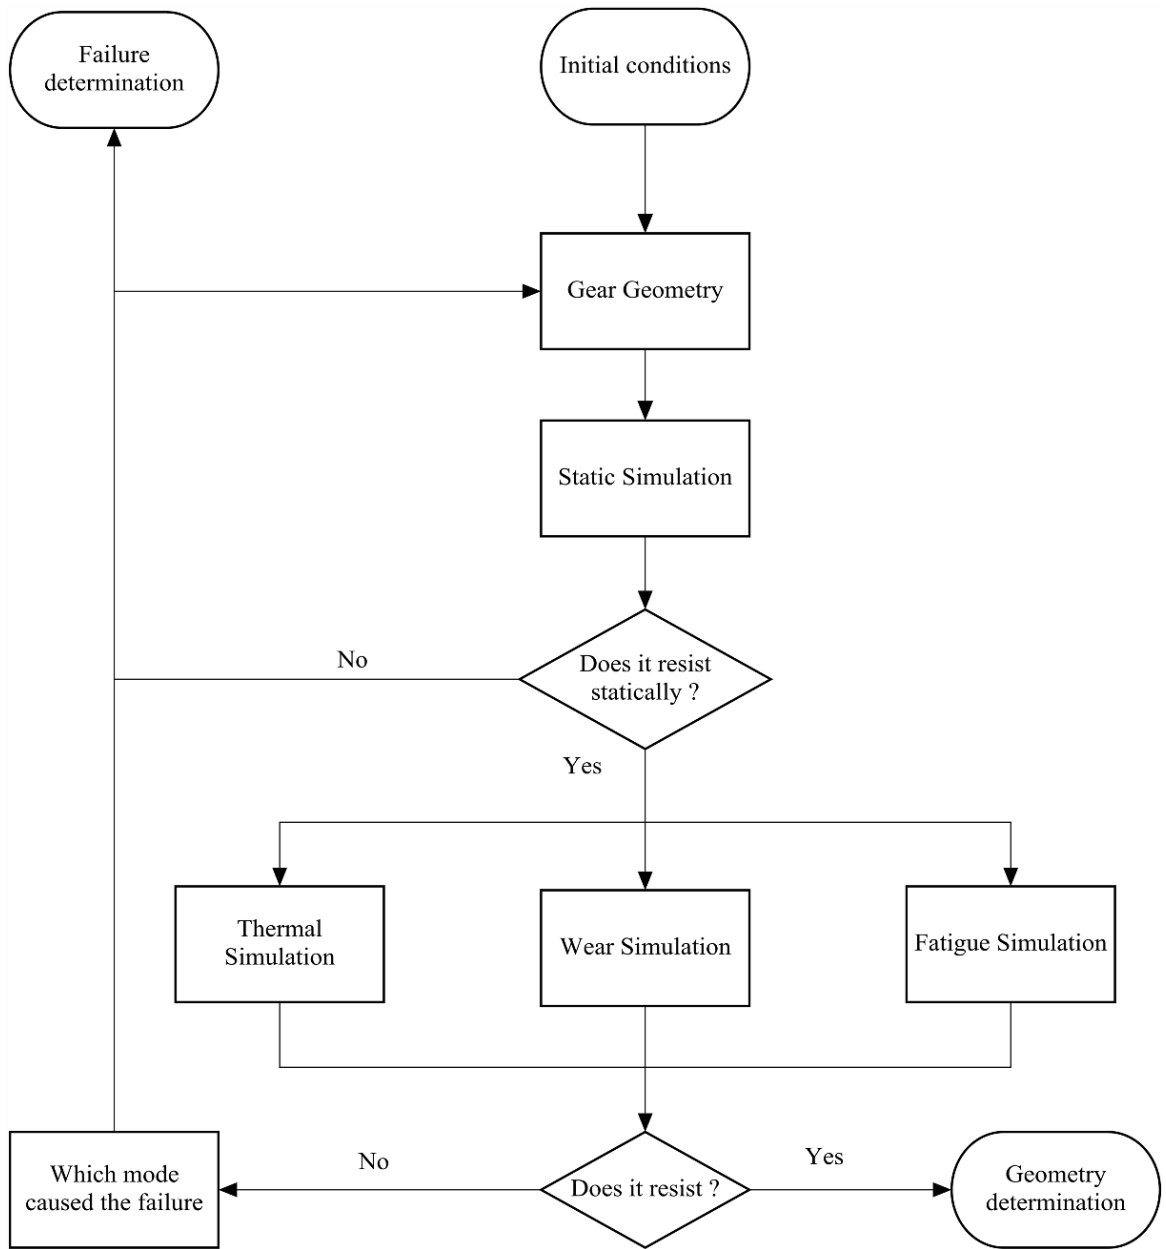 Failure
determination
Initial conditions
Gear Geometry
Static Simulation
No
Does it resist
statically ?
Yes
Thermal
Simulation
Wear Simulation
Fatigue Simulation
Which mode
caused the failure
No
Does it resist ?
Yes
Geometry
determination